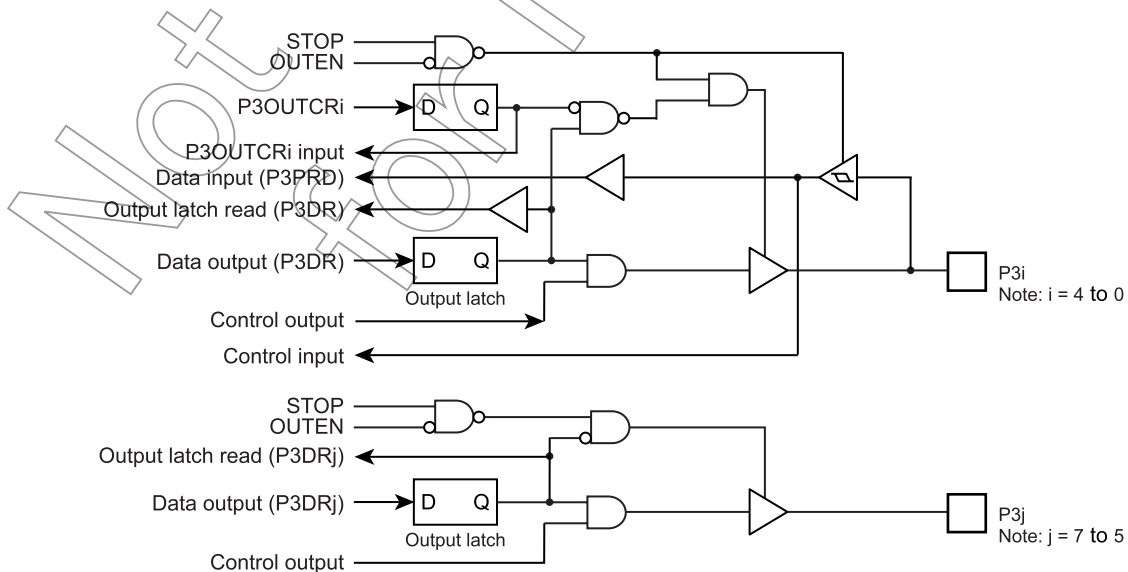 Not for
STOP
OUTEN
P3OUTCRi
D Q
P3OUTCRi input
Data input (P3PRD)
Output latch read (P3DR)
Data output (P3DR)
D Q
Output latch
Control output
Control input
P3i
Note: i = 4 to 0
STOP
OUTEN
Output latch read (P3DRj)
Data output (P3DRj)
D Q
Output latch
Control output
P3j
Note: j = 7 to 5